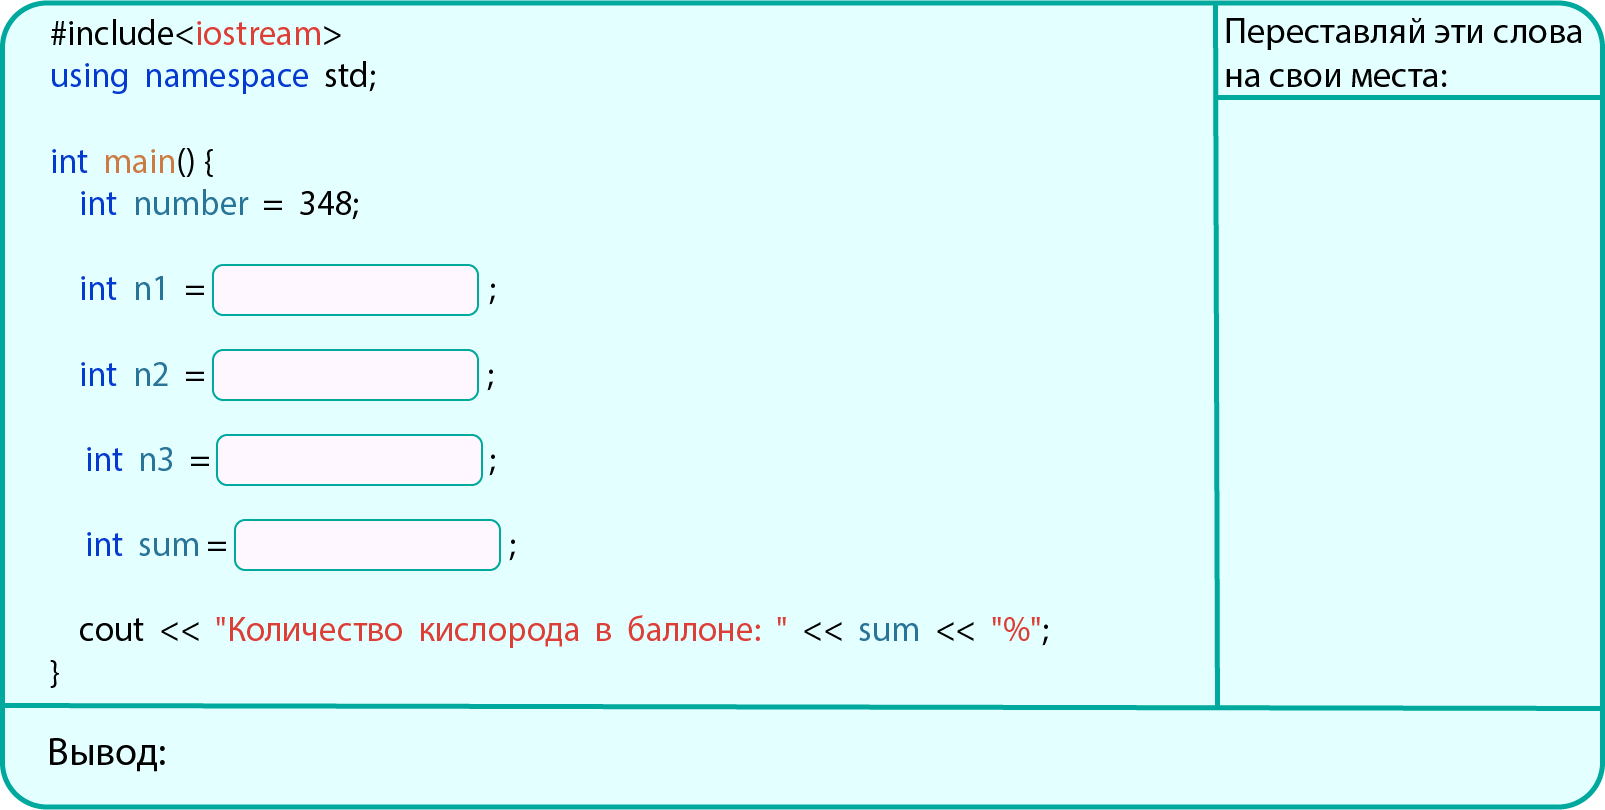 #include<iostream>
using namespace std;
int main() {
int number = 348;
int n1 = ;
int n2 = ;
int n3 = ;
int sum = ;
cout << "Количество кислорода в баллоне: " << sum << "%";
}
Переставляй эти слова
на свои места:
Вывод: